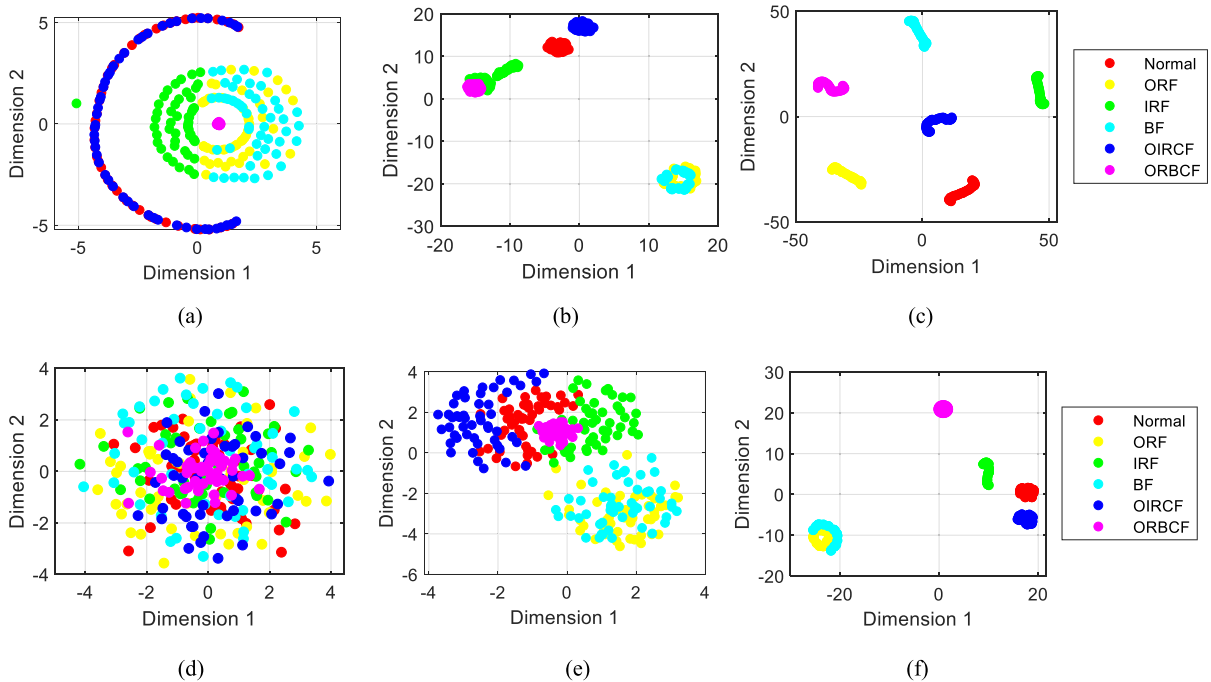 5
0
-5
-5
0
5
Dimension 2
Dimension 1
(a)
20
10
0
-10
-20
-30
-20
-10
0
10
20
Dimension 2
Dimension 1
(b)
50
0
-50
-50
0
50
Dimension 2
Dimension 1
(c)
Normal
ORF
IRF
BF
OIRCF
ORBCF
4
2
0
-2
-4
-4
-2
0
2
4
Dimension 2
Dimension 1
(d)
4
2
0
-2
-4
-6
-4
-2
0
2
4
Dimension 2
Dimension 1
(e)
30
20
10
0
-10
-20
-20
0
20
Dimension 2
Dimension 1
(f)
Normal
ORF
IRF
BF
OIRCF
ORBCF